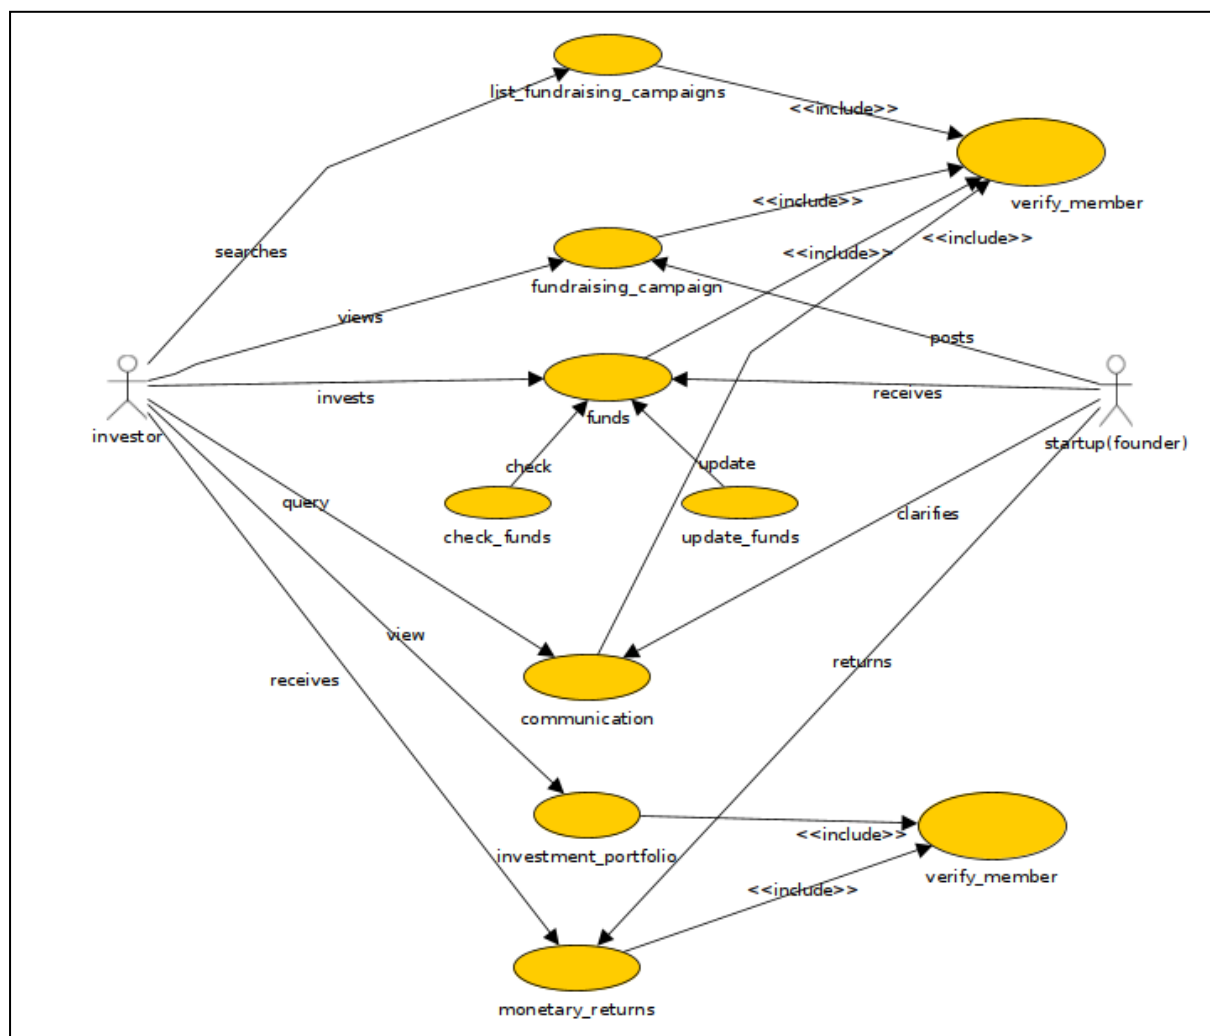 list_fundraising_campaigns
<<include>>
verify_member
<<include>>
<<include>>
searches
<<include>>
fundraising_campaign
views
posts
invests
receives
investor
funds
startup(founder)
check
update
query
clarifies
check_funds
update_funds
view
returns
receives
communication
<<include>>
investment_portfolio
verify_member
<<include>>
monetary_returns